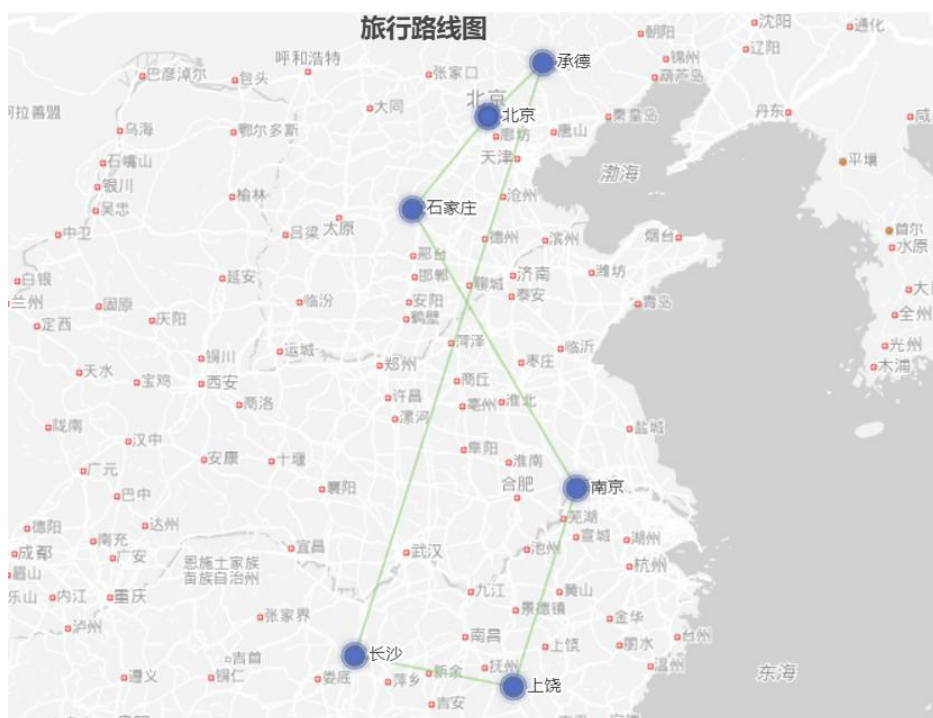 旅行路线图
沈阳
通化
朝阳
呼和浩特
承德
锦州
辽阳
巴彦淖尔
包头
张家口
葫芦岛
阿拉善盟
大同
北京
北京
秦皇岛
丹东
乌海
鄂尔多斯
廊坊
唐山
石嘴山
天津
渤海
平壤
银川
榆林
沧州
吴忠
石家庄
太原
中卫
吕梁
德州
滨州
烟台
首尔
水原
邢台
白银
延安
邯郸
济南
潍坊
聊城
兰州
固原
临汾
安阳
泰安
青岛
定西
庆阳
鹤壁
全州
铜川
运城
菏泽
临沂
光州
天水
宝鸡
西安
郑州
枣庄
木浦
商丘
商洛
许昌
亳州
淮北
漯河
陇南
汉中
盐城
广元
安康
十堰
阜阳
淮南
巴中
襄阳
合肥
南京
德阳
达州
芜湖
成都
南充
广安
恩施土家族
苗族自治州
宜昌
武汉
池州
宣城
湖州
眉山
杭州
乐山
内江
重庆
九江
黄山
张家界
景德镇
泸州
金华
南昌
台州
长沙
上饶
丽水
吉首
抚州
温州
遵义
铜仁
娄底
萍乡
新余
上饶
东海
吉安